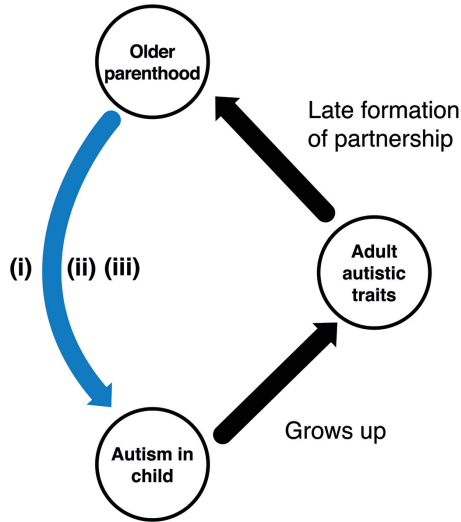 Older
parenthood
Late formation
of partnership
(i) (ii) (iii)
Adult
autistic
traits
Grows up
Autism in
child